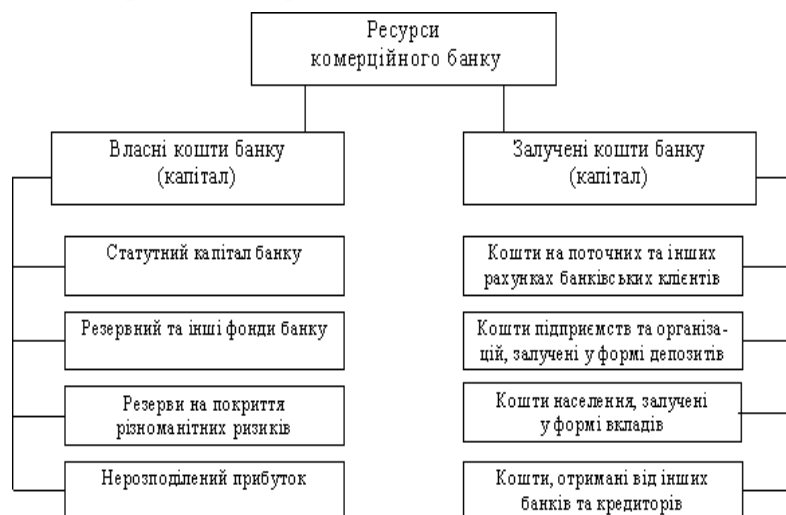 Ресурси
комерційного банку
Власні кошти банку
(капітал)
Залучені кошти банку
(капітал)
Статутний капітал банку
Резервний та інші фонди банку
Резерви на покриття
різноманітних ризиків
Нерозподілений прибуток
Кошти на поточних та інших
рахунках банківських клієнтів
Кошти підприємств та організа-
цій, залучені у формі депозитів
Кошти населення, залучені
у формі вкладів
Кошти, отримані від інших
банків та кредиторів